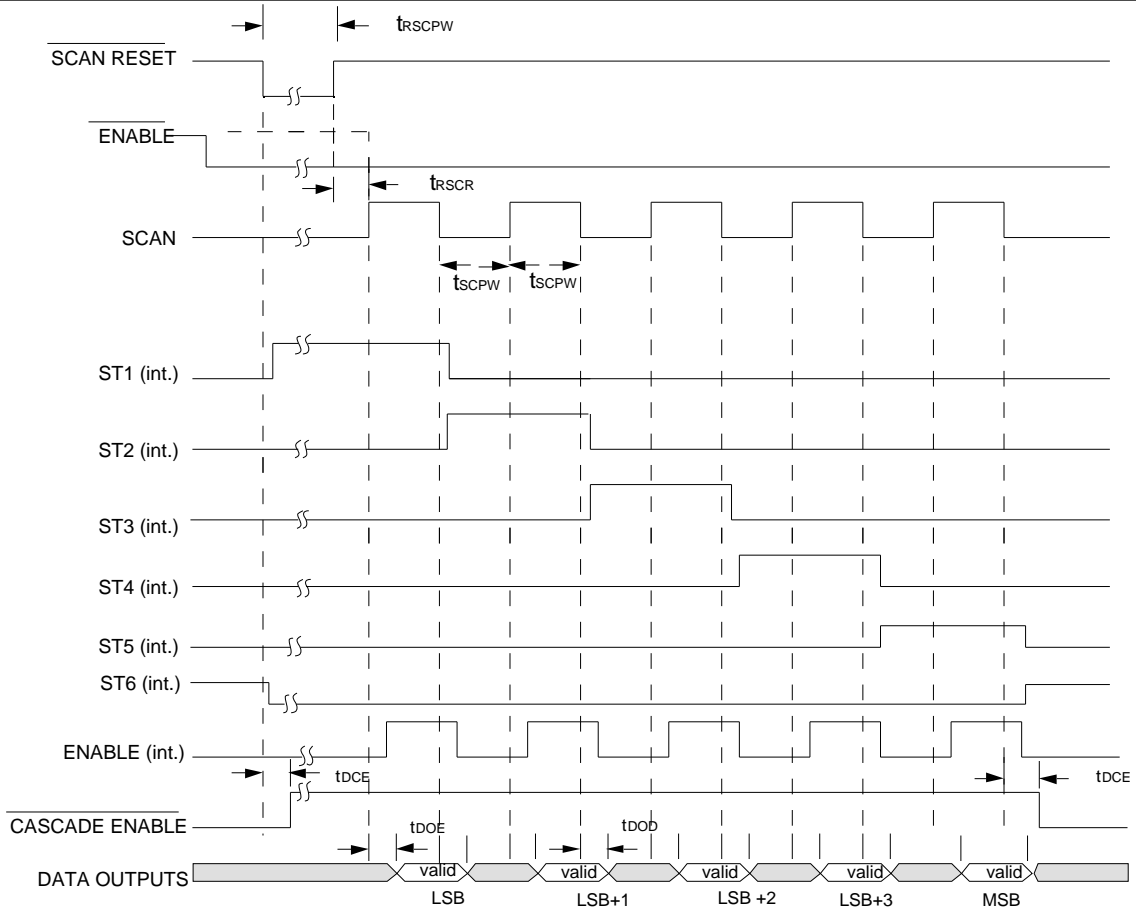 tRSCPW
SCAN RESET
ENABLE
tRSCR
SCAN
tSCPW tSCPW
ST1 (int.)
ST2 (int.)
ST3 (int.)
ST4 (int.)
ST5 (int.)
ST6 (int.)
ENABLE (int.)
tDCE tDCE
CASCADE ENABLE
tDOE tDOD
DATA OUTPUTS valid valid valid valid valid
LSB LSB+1 LSB +2 LSB+3 MSB